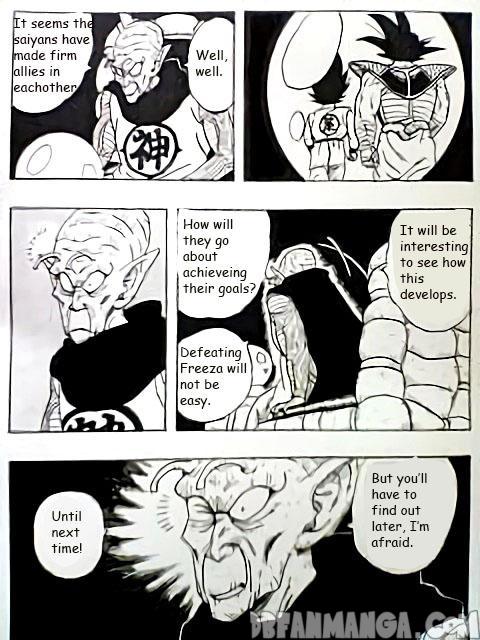 It seems the
saiyans have
made firm
allies in
eachother
Well,
well.
神
How will
they go
about
achieveing
their goals?
It will be
interesting
to see how
this
develops.
Defeating
Freeza will
not be
easy.
Until
next
time!
But you'll
have to
find out
later, I'm
afraid.
DBFANMANGA.COM